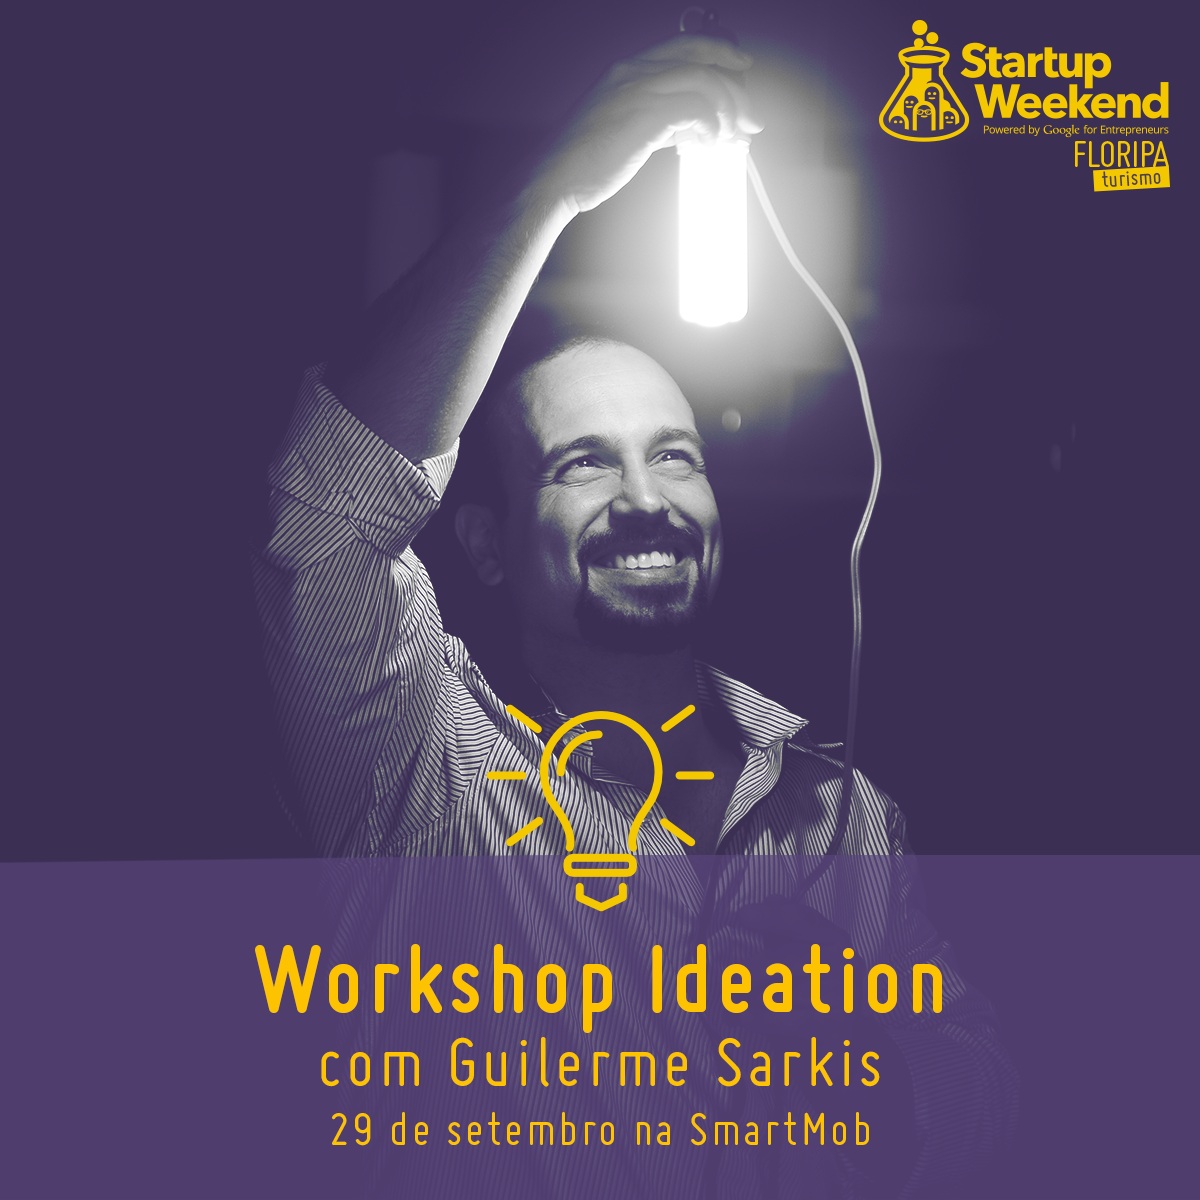 Startup
Weekend
Powered by Google for Entrepreneurs
FLORIPA
turismo
Workshop Ideation
com Guilerme Sarkis
29 de setembro na SmartMob